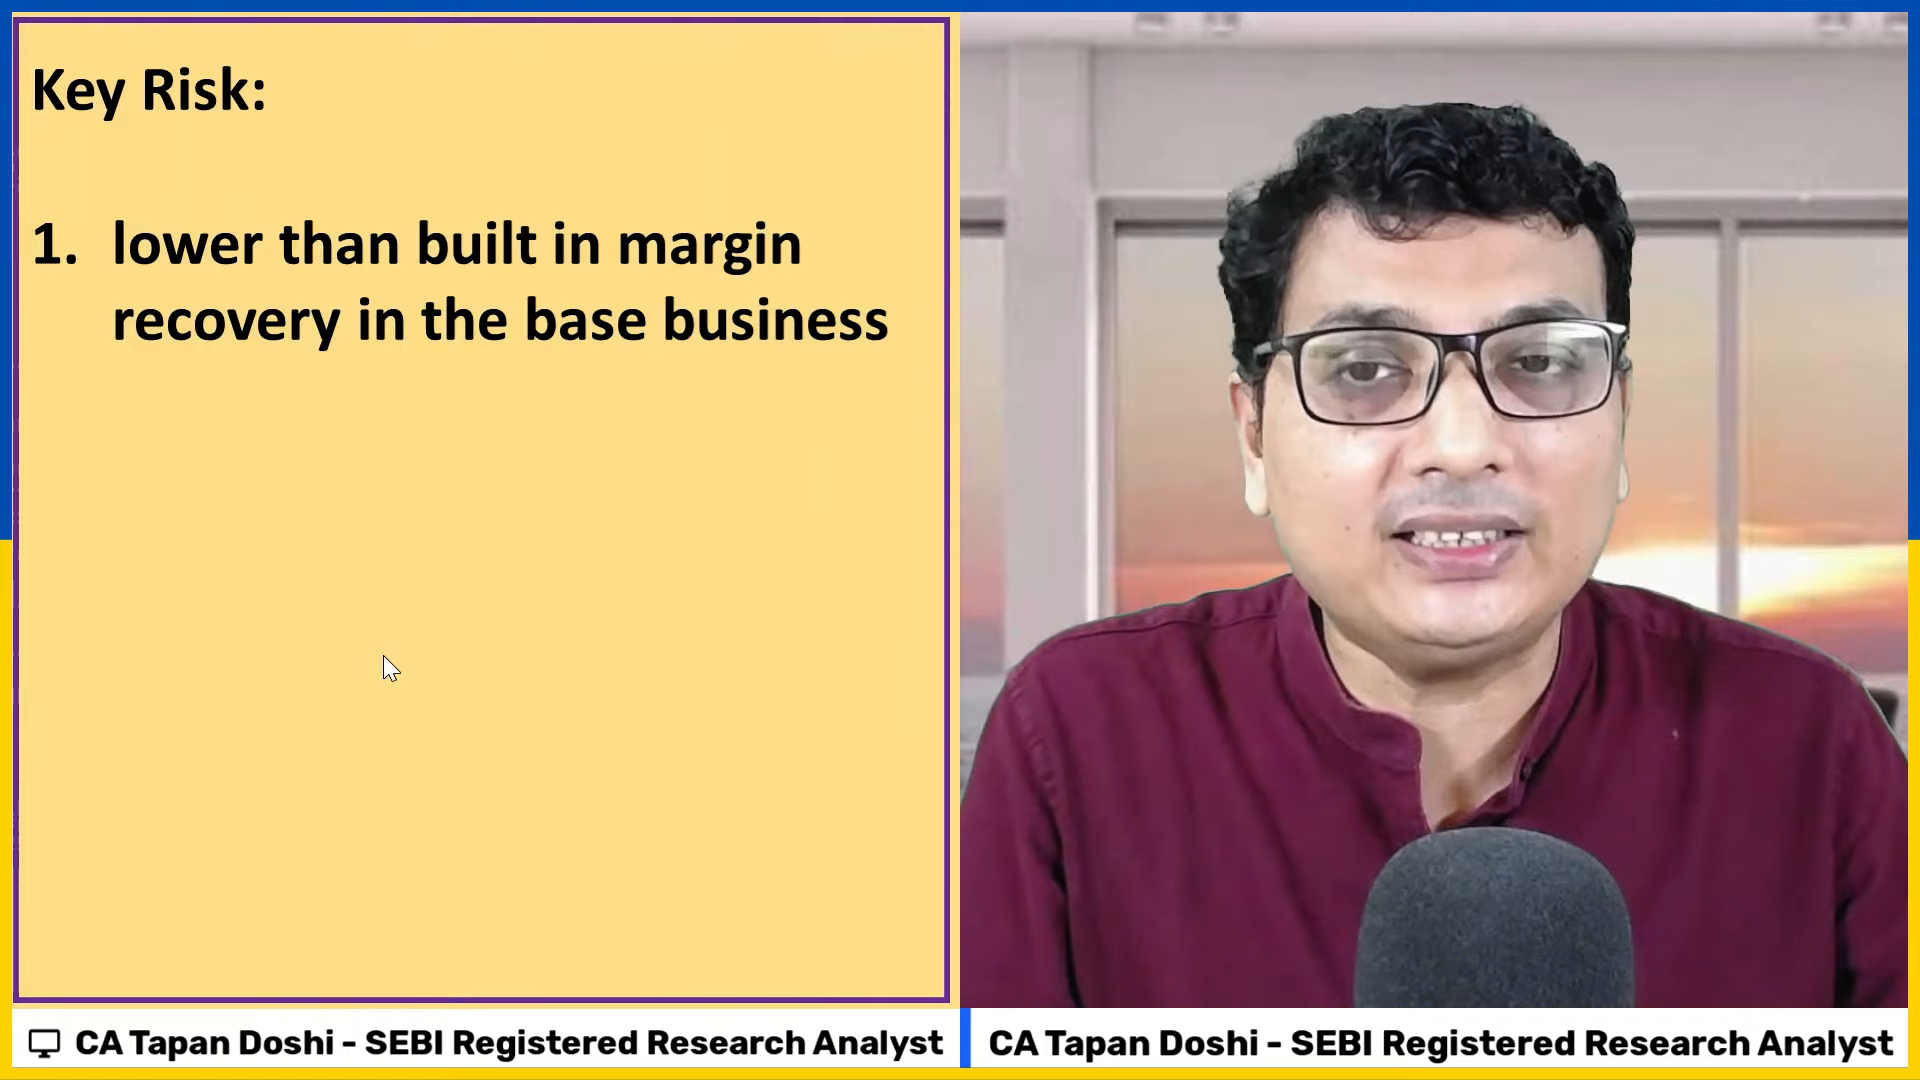 Key Risk:
1. lower than built in margin
recovery in the base business
CA Tapan Doshi - SEBI Registered Research Analyst
CA Tapan Doshi - SEBI Registered Research Analyst